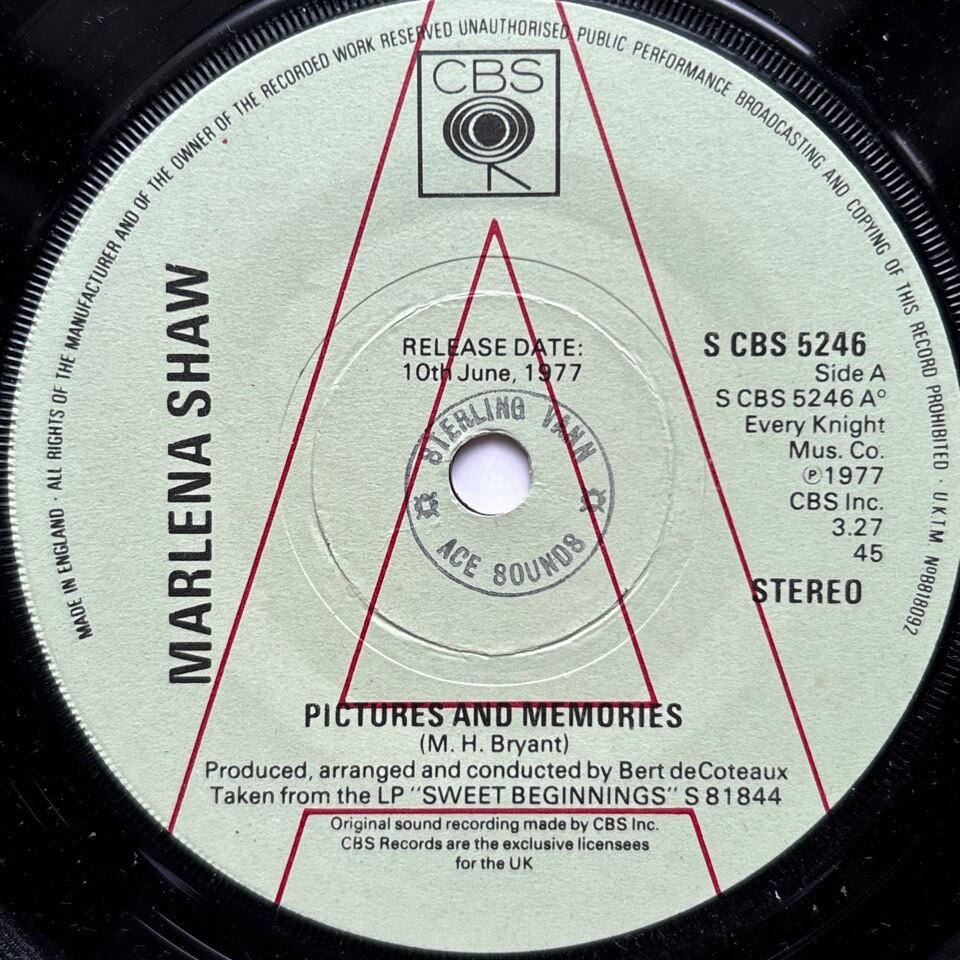 MADE IN ENGLAND · ALL RIGHTS OF THE MANUFACTURER AND OF THE OWNER OF THE RECORDED WORK RESERVED UNAUTHORISED PUBLIC PERFORMANCE BROADCASTING AND COPYING OF THIS RECORD PROHIBITED · U.K.T.M. Nº 8818092
CBS
MARLENA SHAW
RELEASE DATE:
10th June, 1977
STERLING VANN
ACE SOUNDS
S CBS 5246
Side A
S CBS 5246 Aº
Every Knight
Mus. Co.
℗1977
CBS Inc.
3.27
45
STEREO
A
PICTURES AND MEMORIES
(M. H. Bryant)
Produced, arranged and conducted by Bert deCoteaux
Taken from the LP "SWEET BEGINNINGS" S 81844
Original sound recording made by CBS Inc.
CBS Records are the exclusive licensees
for the UK